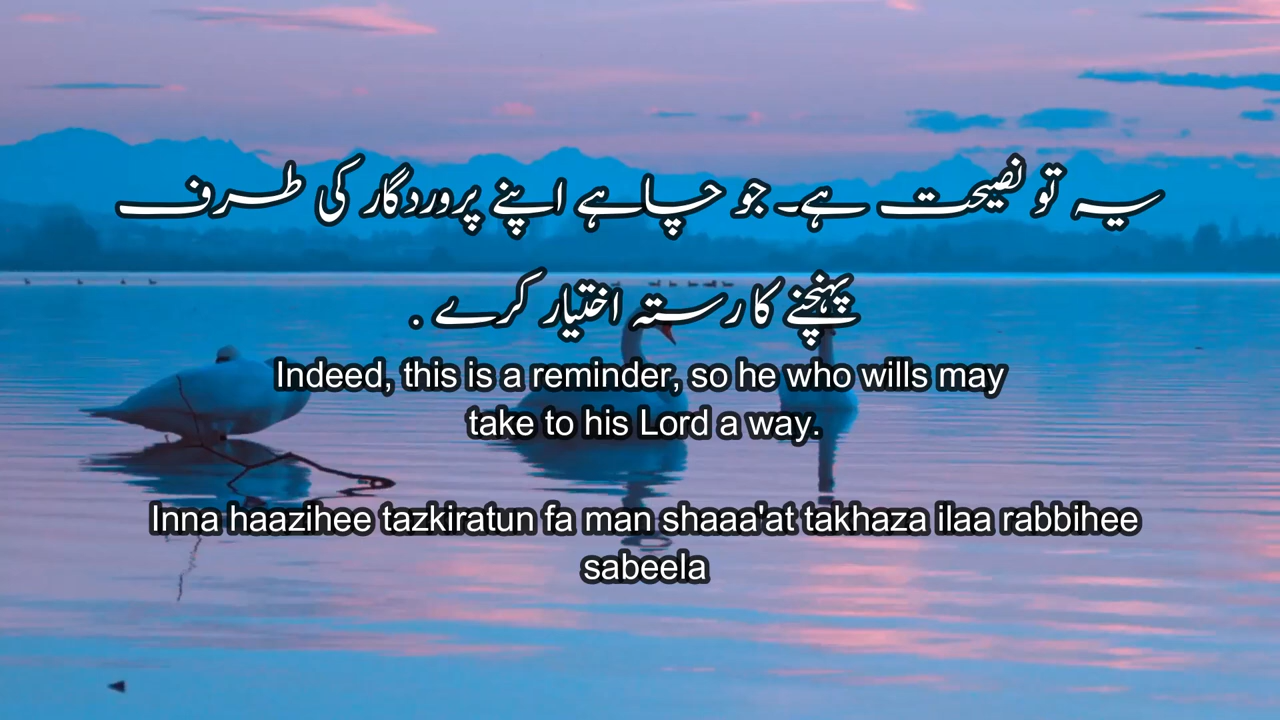 یہ تو نصیحت ہے۔ جو چاہے اپنے پروردگار کی طرف
پہنچنے کا رستہ اختیار کرے .
Indeed, this is a reminder, so he who wills may
take to his Lord a way.
Inna haazihee tazkiratun fa man shaaa'at takhaza ilaa rabbihee
sabeela